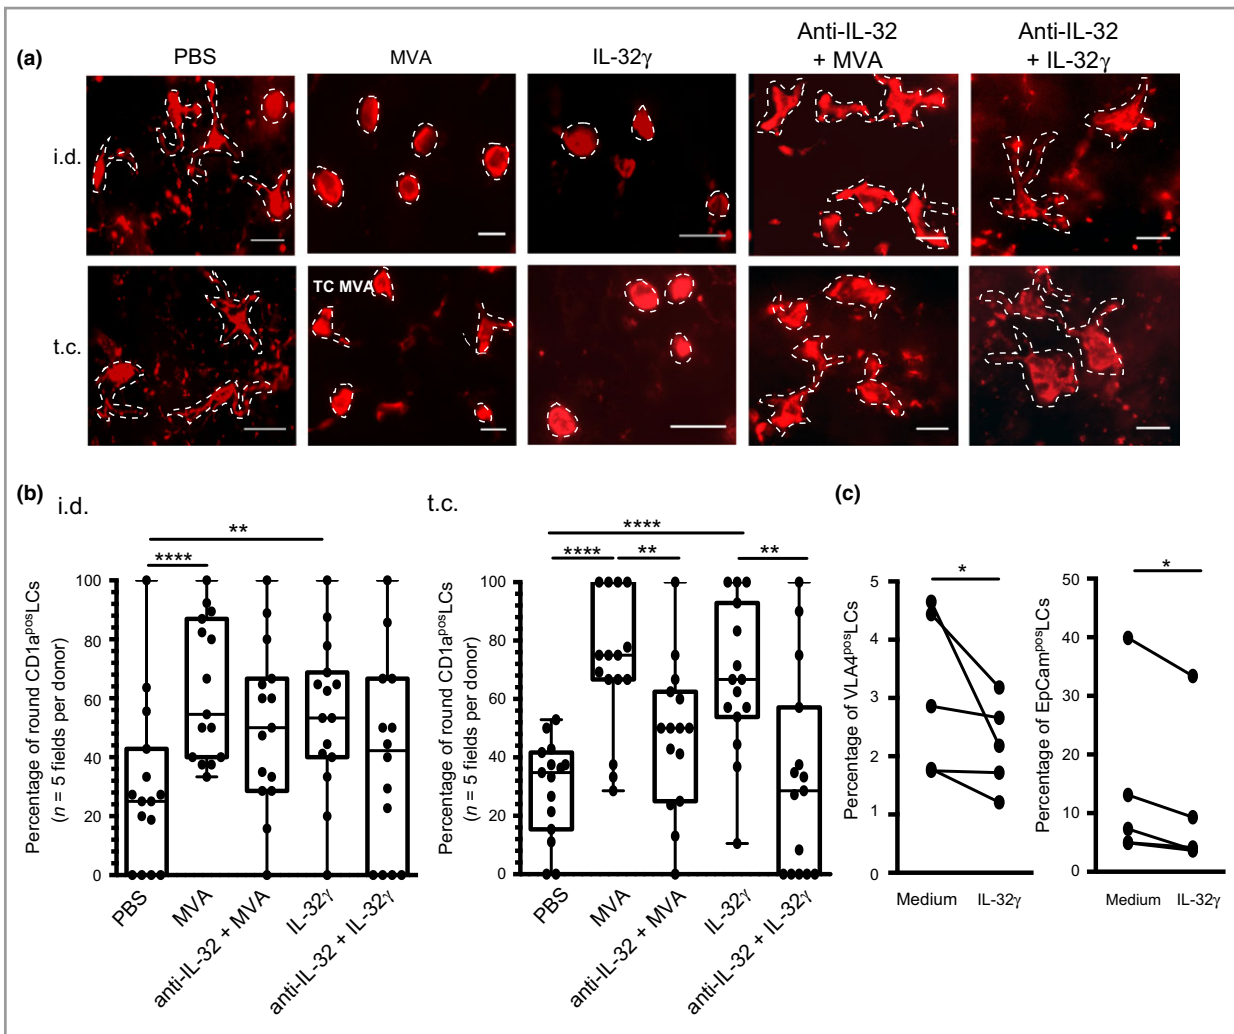 (a)
PBS
MVA
IL-32γ
Anti-IL-32
+ MVA
Anti-IL-32
+ IL-32γ
i.d.
t.c.
TC MVA
(b)
i.d.
**
****
Percentage of round CD1aposLCs
(n = 5 fields per donor)
100
80
60
40
20
0
PBS
MVA
anti-IL-32 + MVA
IL-32γ
anti-IL-32 + IL-32γ
t.c.
****
****
**
**
Percentage of round CD1aposLCs
(n = 5 fields per donor)
100
80
60
40
20
0
PBS
MVA
anti-IL-32 + MVA
IL-32γ
anti-IL-32 + IL-32γ
(c)
*
Percentage of VLA4posLCs
5
4
3
2
1
0
Medium
IL-32γ
*
Percentage of EpCamposLCs
50
40
30
20
10
0
Medium
IL-32γ